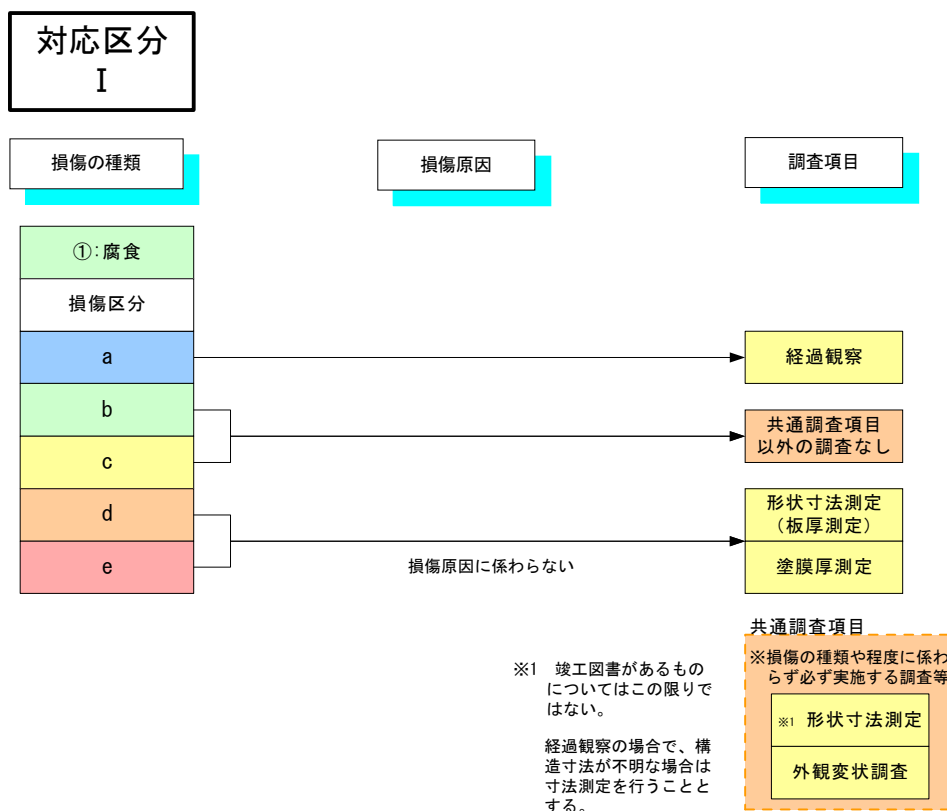 対応区分
Ⅰ
損傷の種類
損傷原因
調査項目
①:腐食
損傷区分
a
経過観察
b
共通調査項目
以外の調査なし
c
d
形状寸法測定
(板厚測定)
e
損傷原因に係わらない
塗膜厚測定
共通調査項目
※損傷の種類や程度に係わ
らず必ず実施する調査等
※1 形状寸法測定
外観変状調査
※1 竣工図書があるもの
についてはこの限りで
はない。
経過観察の場合で、構
造寸法が不明な場合は
寸法測定を行うことと
する。